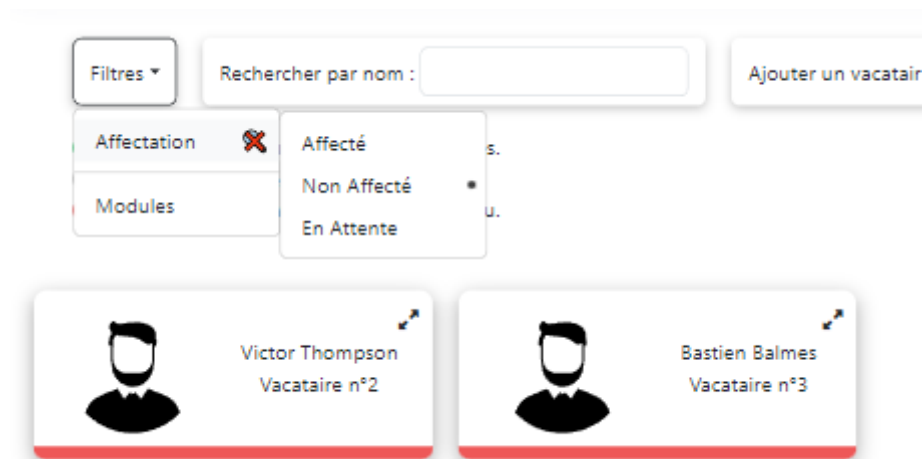 Filtres
Rechercher par nom :
Ajouter un vacatair
Affectation
Affecté
s.
Non Affecté
Modules
u.
En Attente
Victor Thompson
Vacataire n°2
Bastien Balmes
Vacataire n°3